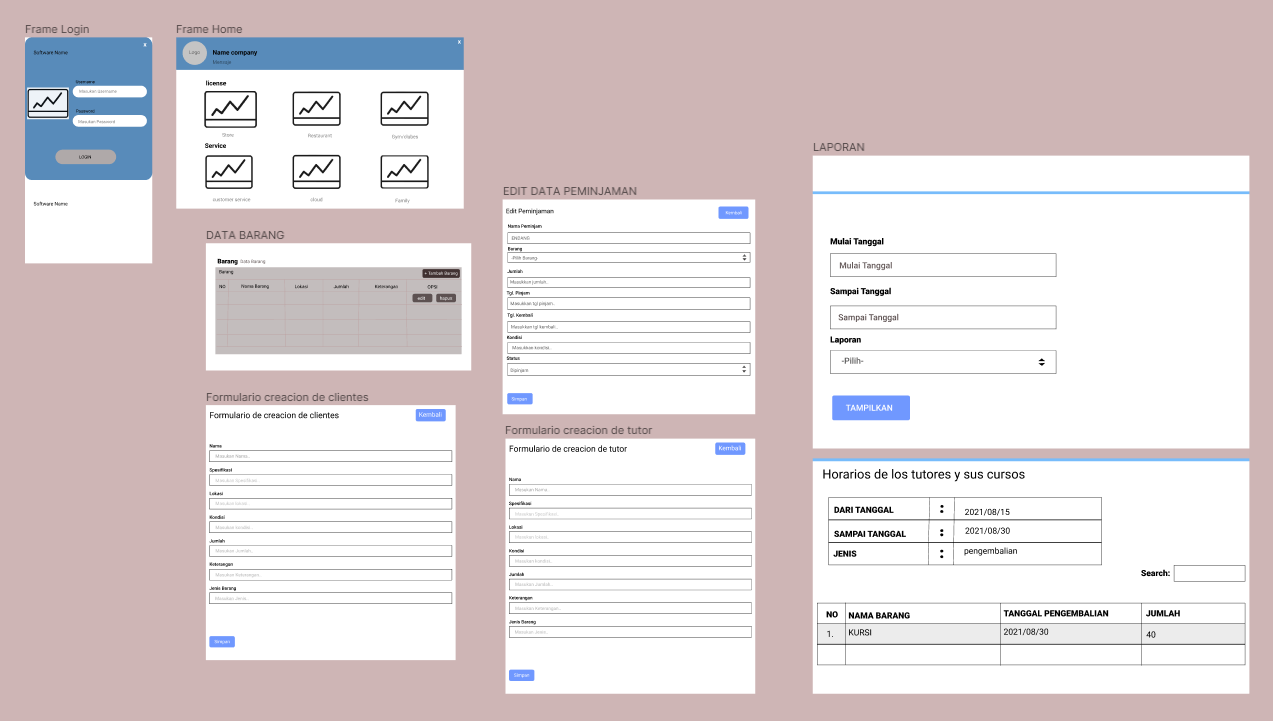 Frame Login
x
Software Name
Username
Masukan Username
Password
Masukan Password
LOGIN
Software Name
Frame Home
x
Logo
Name company
Mensaje
license
Store
Restaurant
Service
customer service
cloud
Family
DATA BARANG
Barang Data Barang
Barang
+ Tambah Barang
NO Nama Barang Lokasi Jumlah Keterangan OPSI
edit hapus
Formulario creacion de clientes
Formulario creacion de clientes
Kembali
Nama
Masukan Nama..
Spesifikasi
Masukan Spesifikasi
Lokasi
Masukan lokasi..
Kondisi
Masukan kondisi..
Jumlah
Masukan Jumlah..
Keterangan
Masukan Keterangan..
Jenis Barang
Masukan Jenis..
Simpan
EDIT DATA PEMINJAMAN
Edit Peminjaman
Kembali
Nama Peminjam
ENDANG
Barang
-Pilih Barang-
Jumlah
Masukkan jumlah..
Tgl. Pinjam
Masukkan tgl pinjam..
Tgl. Kembali
Masukkan tgl kembali..
Kondisi
Masukkan kondisi..
Status
Dipinjam
Simpan
Formulario creacion de tutor
Formulario creacion de tutor
Kembali
Nama
Masukan Nama..
Spesifikasi
Masukan Spesifikasi..
Lokasi
Masukan lokasi..
Kondisi
Masukan kondisi..
Jumlah
Masukan Jumlah..
Keterangan
Masukan Keterangan..
Jenis Barang
Masukan Jenis..
Simpan
LAPORAN
Mulai Tanggal
Mulai Tanggal
Sampai Tanggal
Sampai Tanggal
Laporan
-Pilih-
TAMPILKAN
Horarios de los tutores y sus cursos
DARI TANGGAL : 2021/08/15
SAMPAI TANGGAL : 2021/08/30
JENIS : pengembalian
Search:
NO NAMA BARANG TANGGAL PENGEMBALIAN JUMLAH
1. KURSI 2021/08/30 40